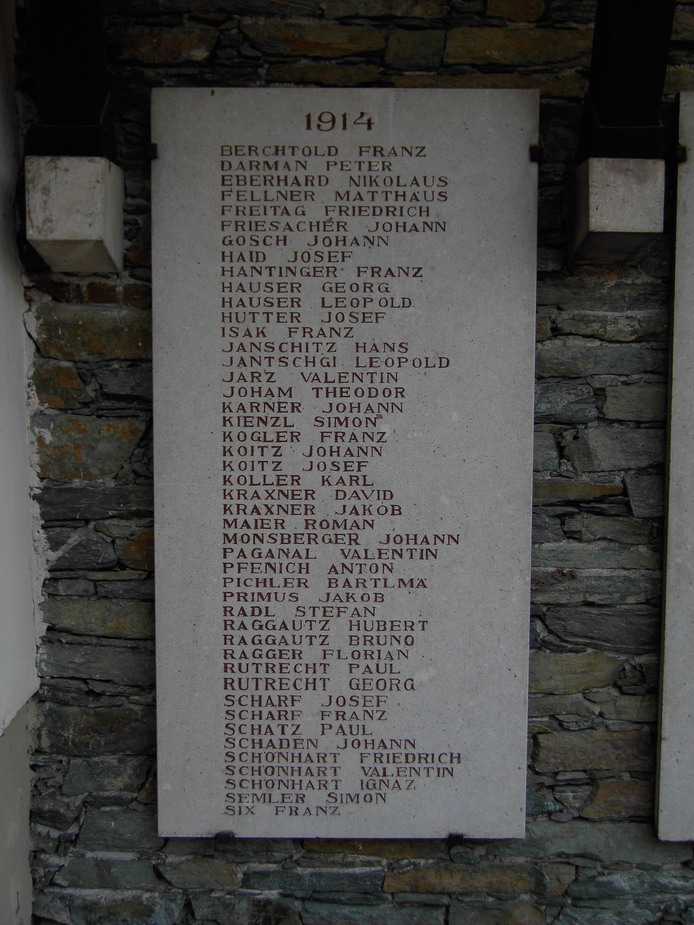 1914
BERCHTOLD FRANZ
DARMAN PETER
EBERHARD NIKOLAUS
FELLNER MATTHÄUS
FREITAG FRIEDRICH
FRIESACHER JOHANN
GOSCH JOHANN
HAID JOSEF
HANTINGER FRANZ
HAUSER GEORG
HAUSER LEOPOLD
HUTTER JOSEF
ISAK FRANZ
JANSCHITZ HANS
JANTSCHGI LEOPOLD
JARZ VALENTIN
JOHAM THEODOR
KARNER JOHANN
KIENZL SIMON
KOGLER FRANZ
KOITZ JOHANN
KOITZ JOSEF
KOLLER KARL
KRAXNER DAVID
KRAXNER JAKOB
MAIER ROMAN
MONSBERGER JOHANN
PAGANAL VALENTIN
PFENICH ANTON
PICHLER BARTLMÄ
PRIMUS JAKOB
RADL STEFAN
RAGGAUTZ HUBERT
RAGGAUTZ BRUNO
RAGGER FLORIAN
RUTRECHT PAUL
RUTRECHT GEORG
SCHARF JOSEF
SCHARF FRANZ
SCHATZ PAUL
SCHADEN JOHANN
SCHÖNHART FRIEDRICH
SCHÖNHART VALENTIN
SCHÖNHART IGNAZ
SEMLER SIMON
SIX FRANZ